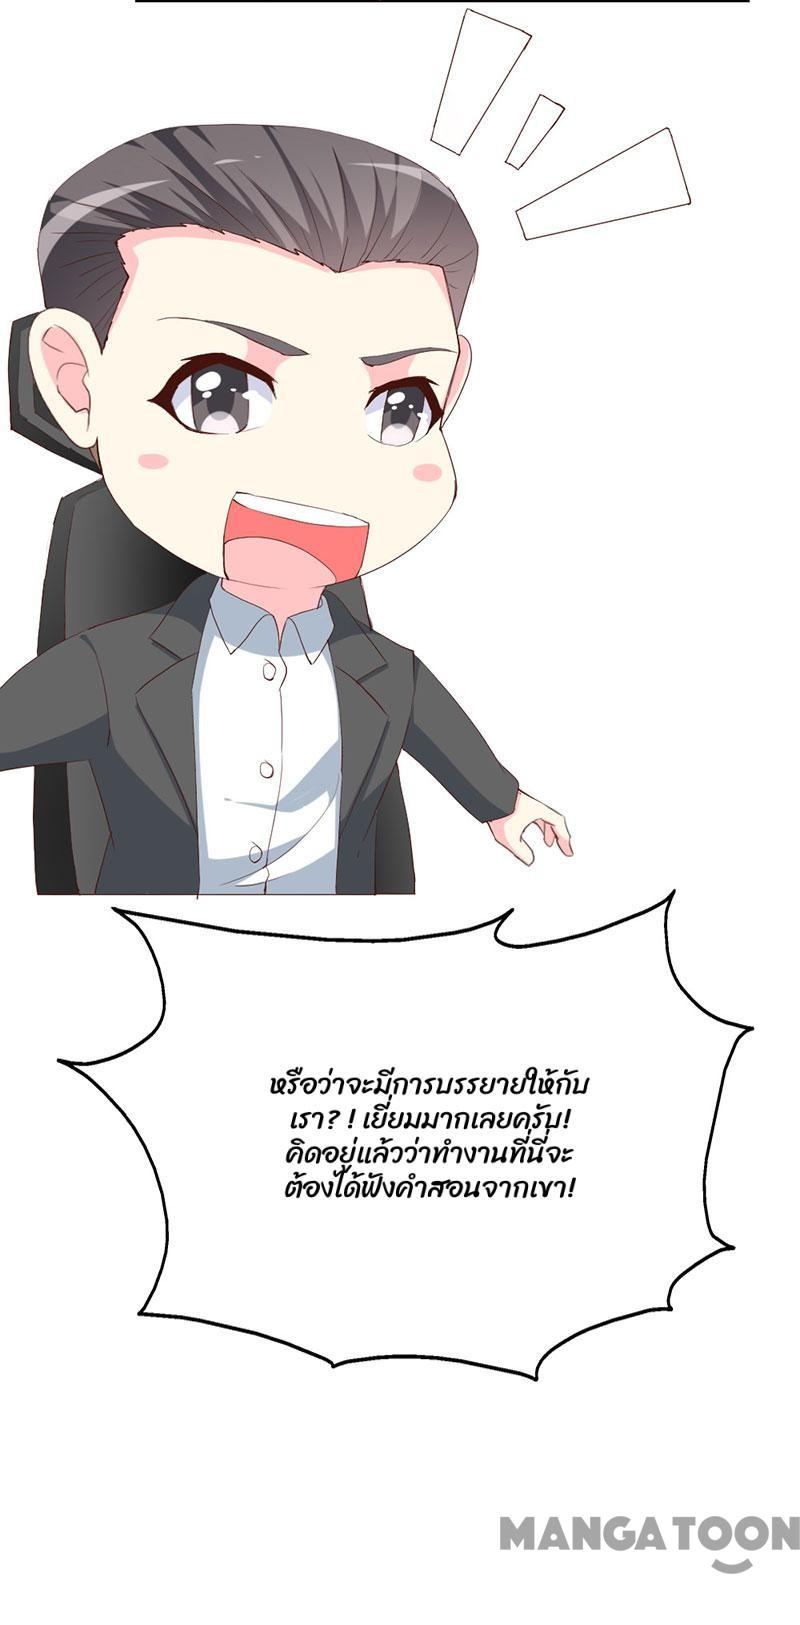 หรือว่าจะมีการบรรยายให้กับ
เรา?! เยี่ยมมากเลยครับ!
คิดอยู่แล้วว่าทำงานที่นี่จะ
ต้องได้ฟังคำสอนจากเขา!
MANGATOON